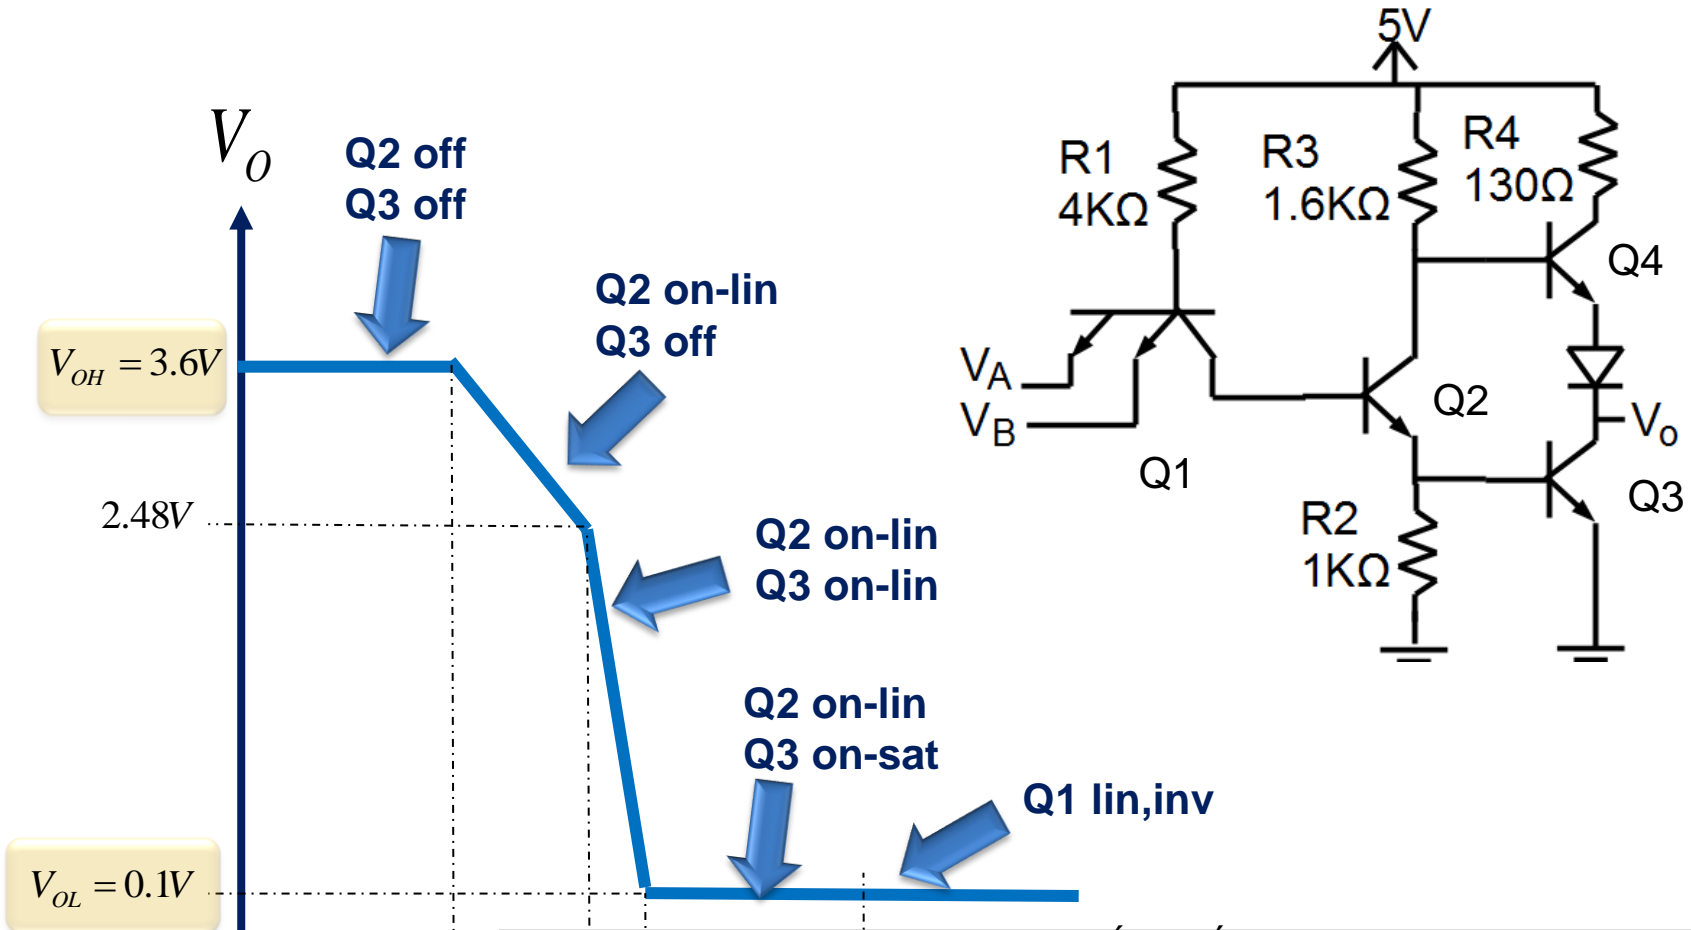 V_O
Q2 off
Q3 off
Q2 on-lin
Q3 off
V_OH = 3.6V
2.48V
Q2 on-lin
Q3 on-lin
Q2 on-lin
Q3 on-sat
Q1 lin,inv
V_OL = 0.1V
5V
R1
4KΩ
R3
1.6KΩ
R4
130Ω
Q4
V_A
V_B
Q1
Q2
V_o
Q3
R2
1KΩ